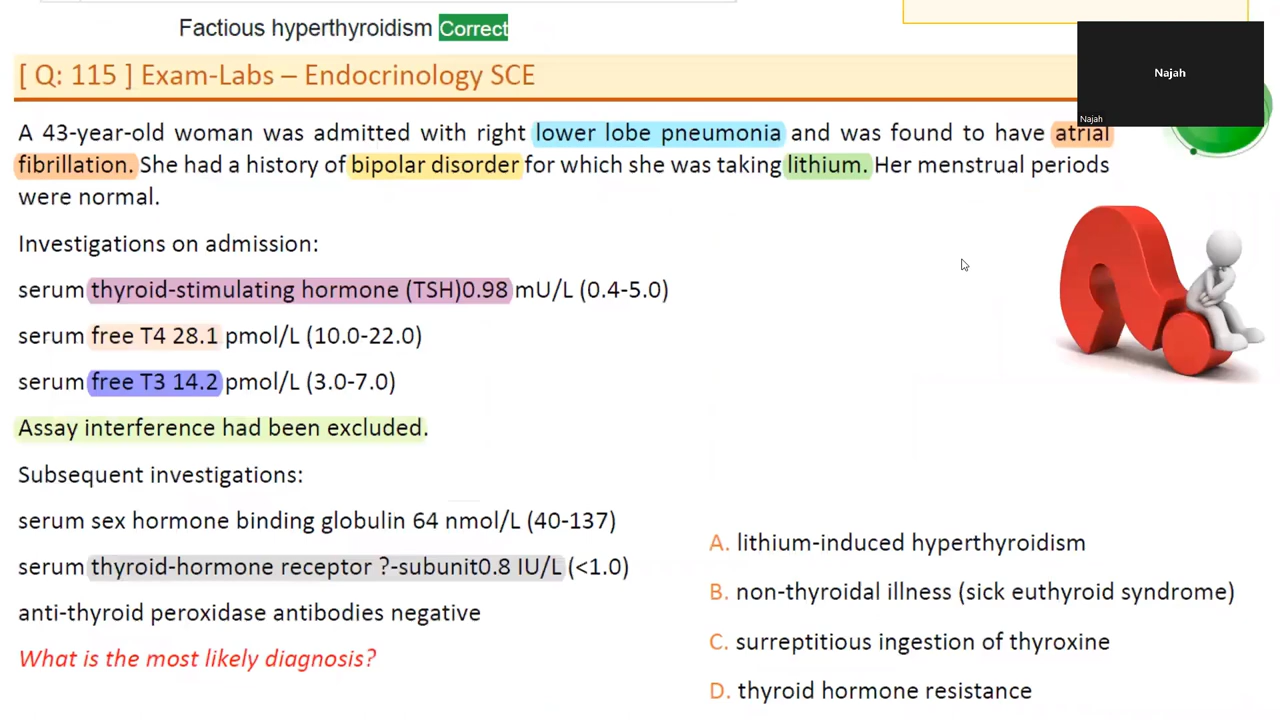 Factious hyperthyroidism Correct
[ Q: 115 ] Exam-Labs – Endocrinology SCE
Najah
Najah
A 43-year-old woman was admitted with right lower lobe pneumonia and was found to have atrial
fibrillation. She had a history of bipolar disorder for which she was taking lithium. Her menstrual periods
were normal.
Investigations on admission:
serum thyroid-stimulating hormone (TSH)0.98 mU/L (0.4-5.0)
serum free T4 28.1 pmol/L (10.0-22.0)
serum free T3 14.2 pmol/L (3.0-7.0)
Assay interference had been excluded.
Subsequent investigations:
serum sex hormone binding globulin 64 nmol/L (40-137)
serum thyroid-hormone receptor ?-subunit0.8 IU/L (<1.0)
anti-thyroid peroxidase antibodies negative
What is the most likely diagnosis?
A. lithium-induced hyperthyroidism
B. non-thyroidal illness (sick euthyroid syndrome)
C. surreptitious ingestion of thyroxine
D. thyroid hormone resistance